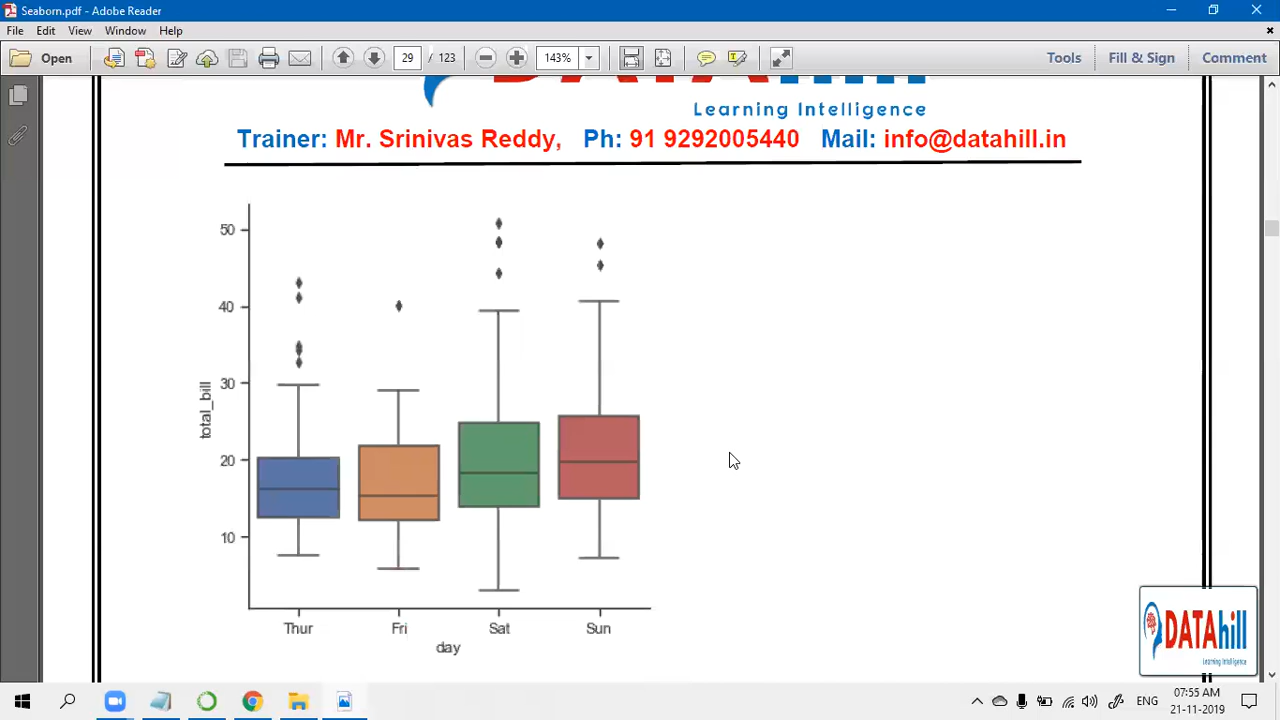 Seaborn.pdf - Adobe Reader
File Edit View Window Help
Open 29 / 123 143% Tools Fill & Sign Comment
Learning Intelligence
Trainer: Mr. Srinivas Reddy, Ph: 91 9292005440 Mail: info@datahill.in
50
40
30
20
10
total_bill
Thur Fri Sat Sun
day
DATAhill
Learning Intelligence
ENG
07:55 AM
21-11-2019